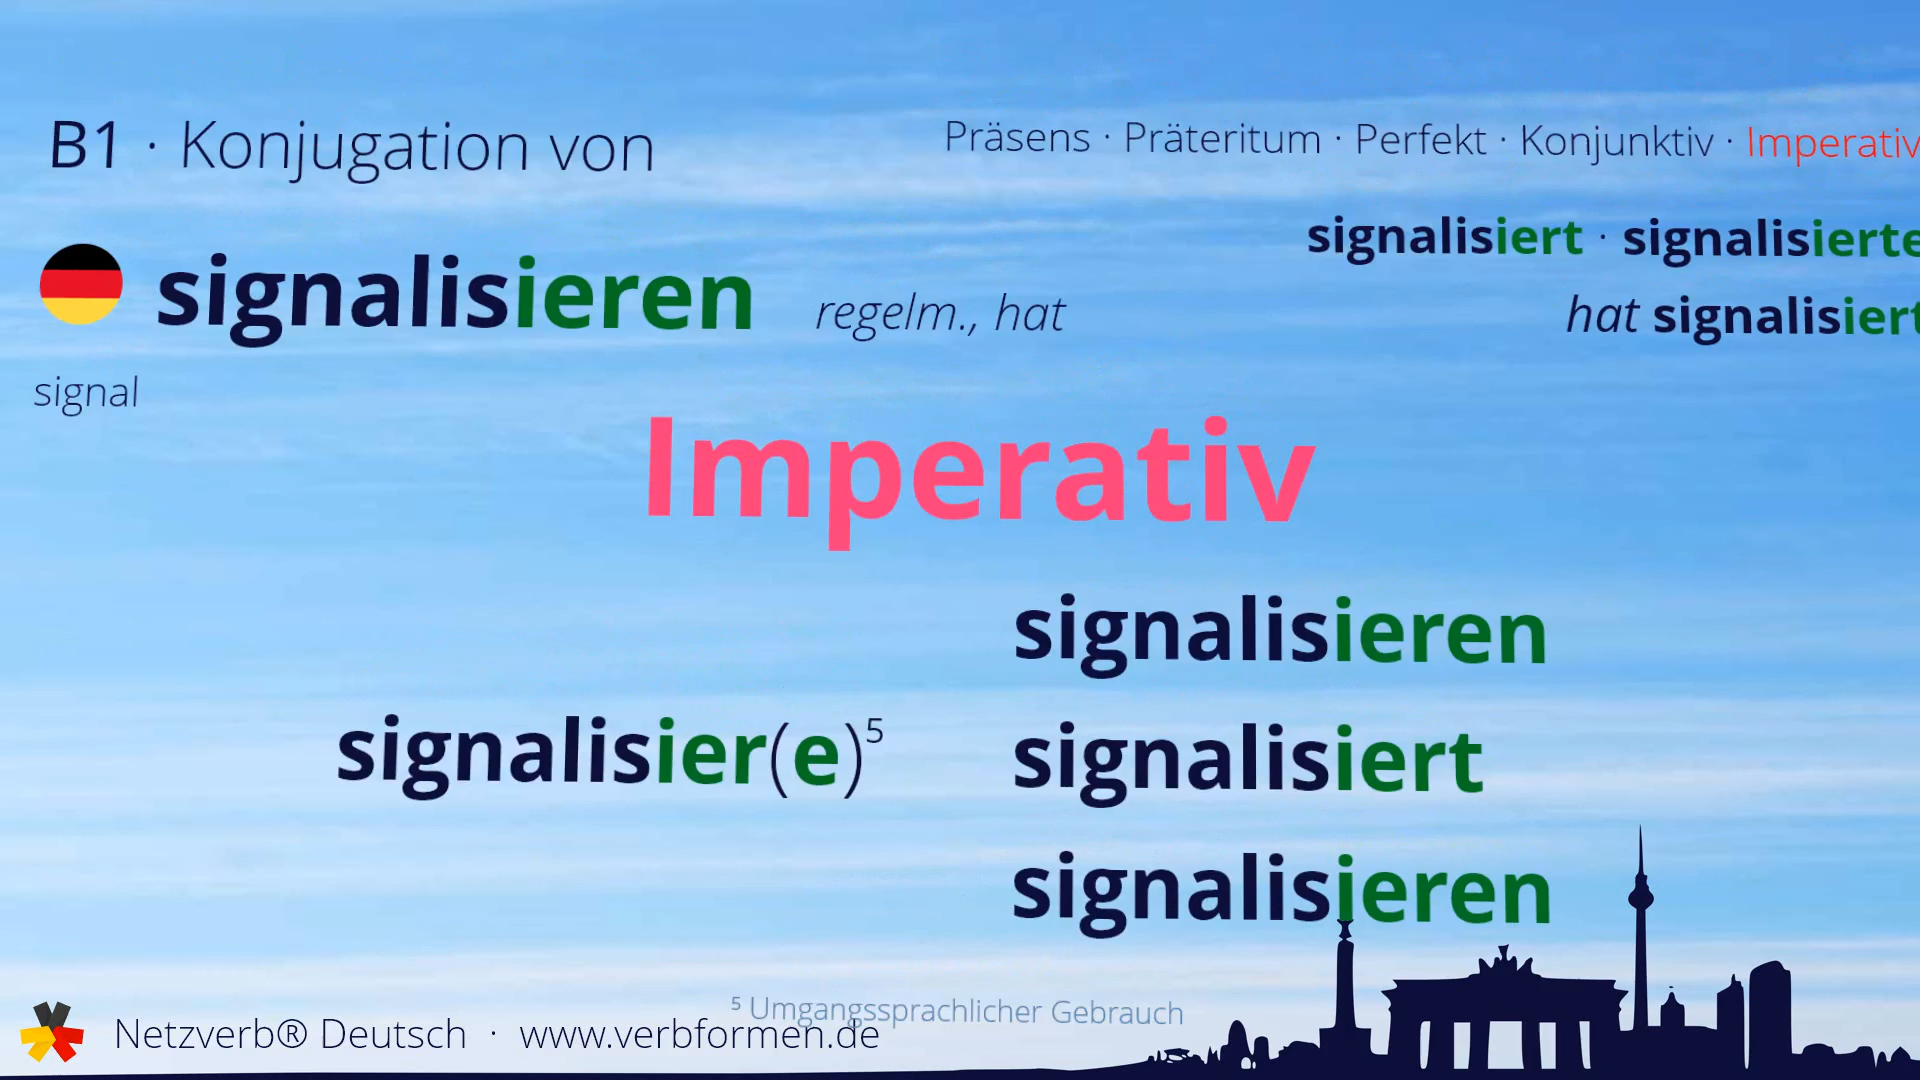 B1 · Konjugation von
Präsens · Präteritum · Perfekt · Konjunktiv · Imperativ
signalisieren regelm., hat
signalisiert · signalisierte
hat signalisiert
signal
Imperativ
signalisieren
signalisier(e)⁵
signalisiert
signalisieren
⁵ Umgangssprachlicher Gebrauch
Netzverb® Deutsch · www.verbformen.de